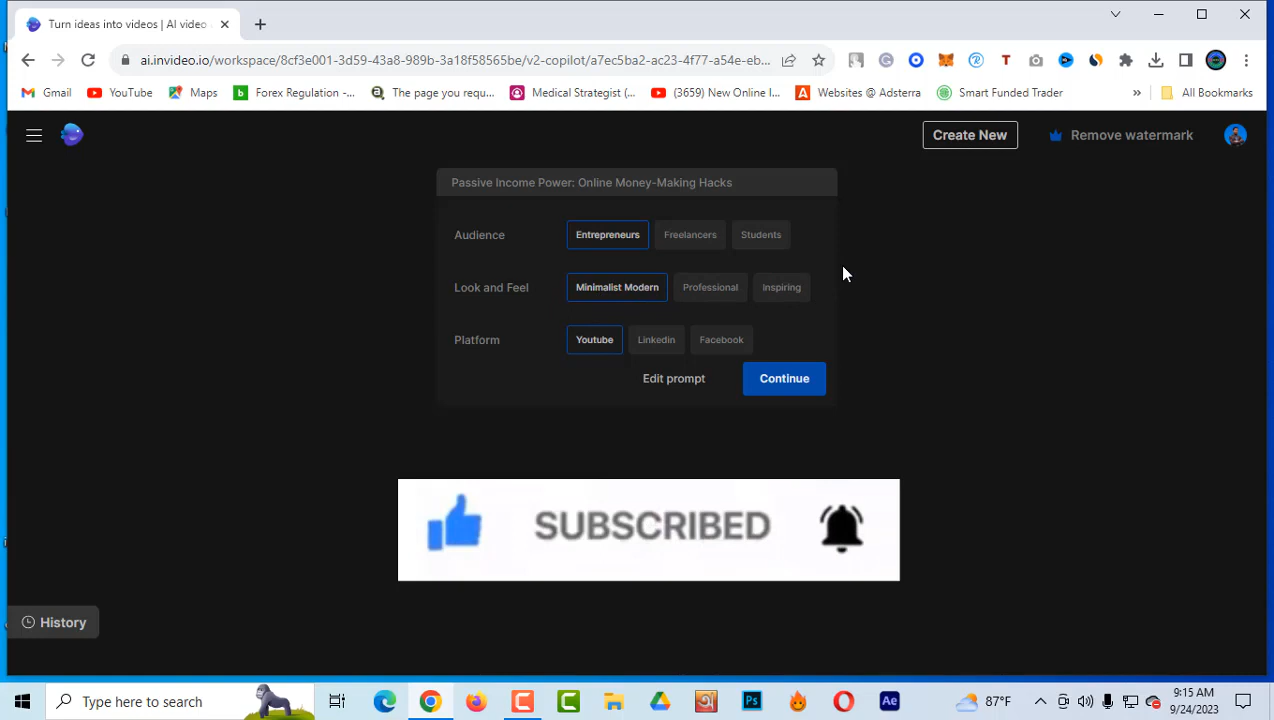 Turn ideas into videos | AI video
ai.invideo.io/workspace/8cf3e001-3d59-43a8-989b-3a18f58565be/v2-copilot/a7ec5ba2-ac23-4f77-a54e-eb...
Gmail YouTube Maps Forex Regulation -... The page you requ... Medical Strategist (... (3659) New Online I... Websites @ Adsterra Smart Funded Trader » All Bookmarks
Create New Remove watermark
Passive Income Power: Online Money-Making Hacks
Audience Entrepreneurs Freelancers Students
Look and Feel Minimalist Modern Professional Inspiring
Platform Youtube Linkedin Facebook
Edit prompt Continue
SUBSCRIBED
History
Type here to search Ps Ae 87°F 9:15 AM
9/24/2023